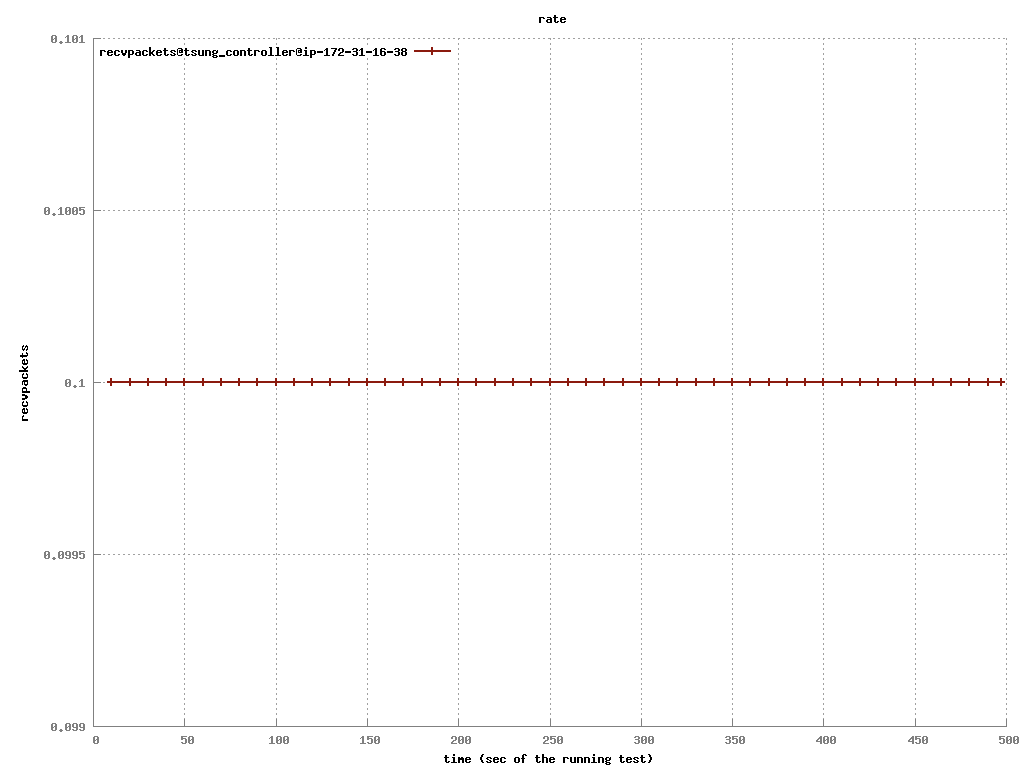 rate
0.101
recvpackets@tsung_controller@ip-172-31-16-38
0.1005
0.1
0.0995
0.099
recvpackets
0 50 100 150 200 250 300 350 400 450 500
time (sec of the running test)